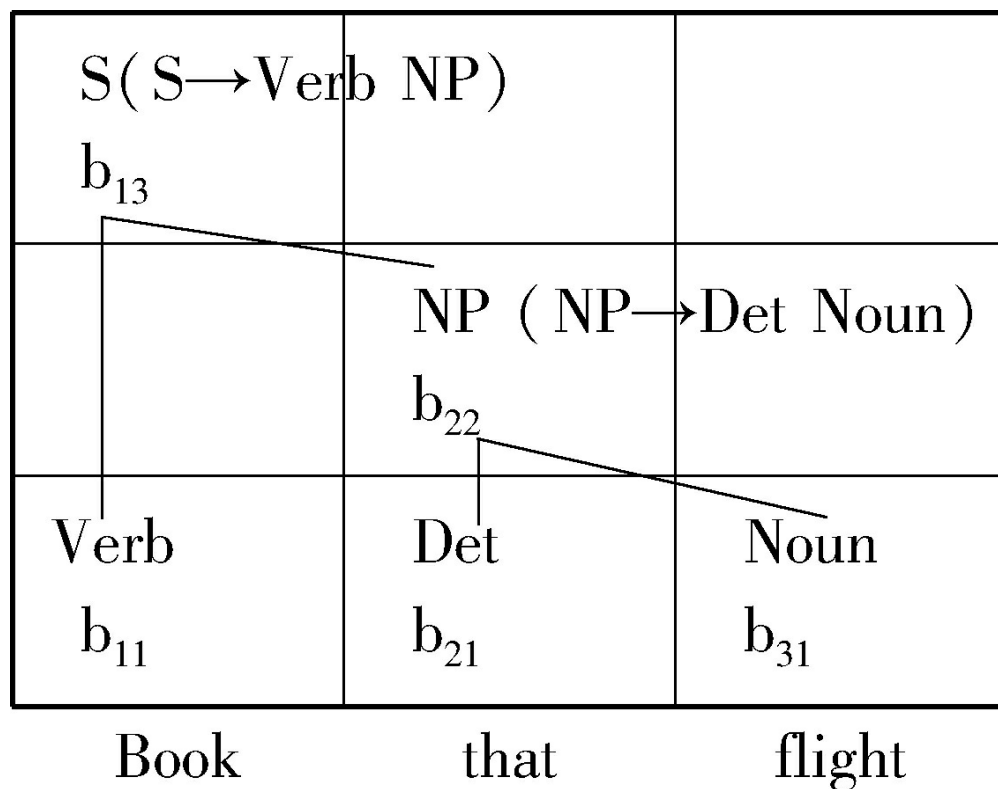 S(S→Verb NP)
b₁₃
NP (NP→Det Noun)
b₂₂
Verb Det Noun
b₁₁ b₂₁ b₃₁
Book that flight